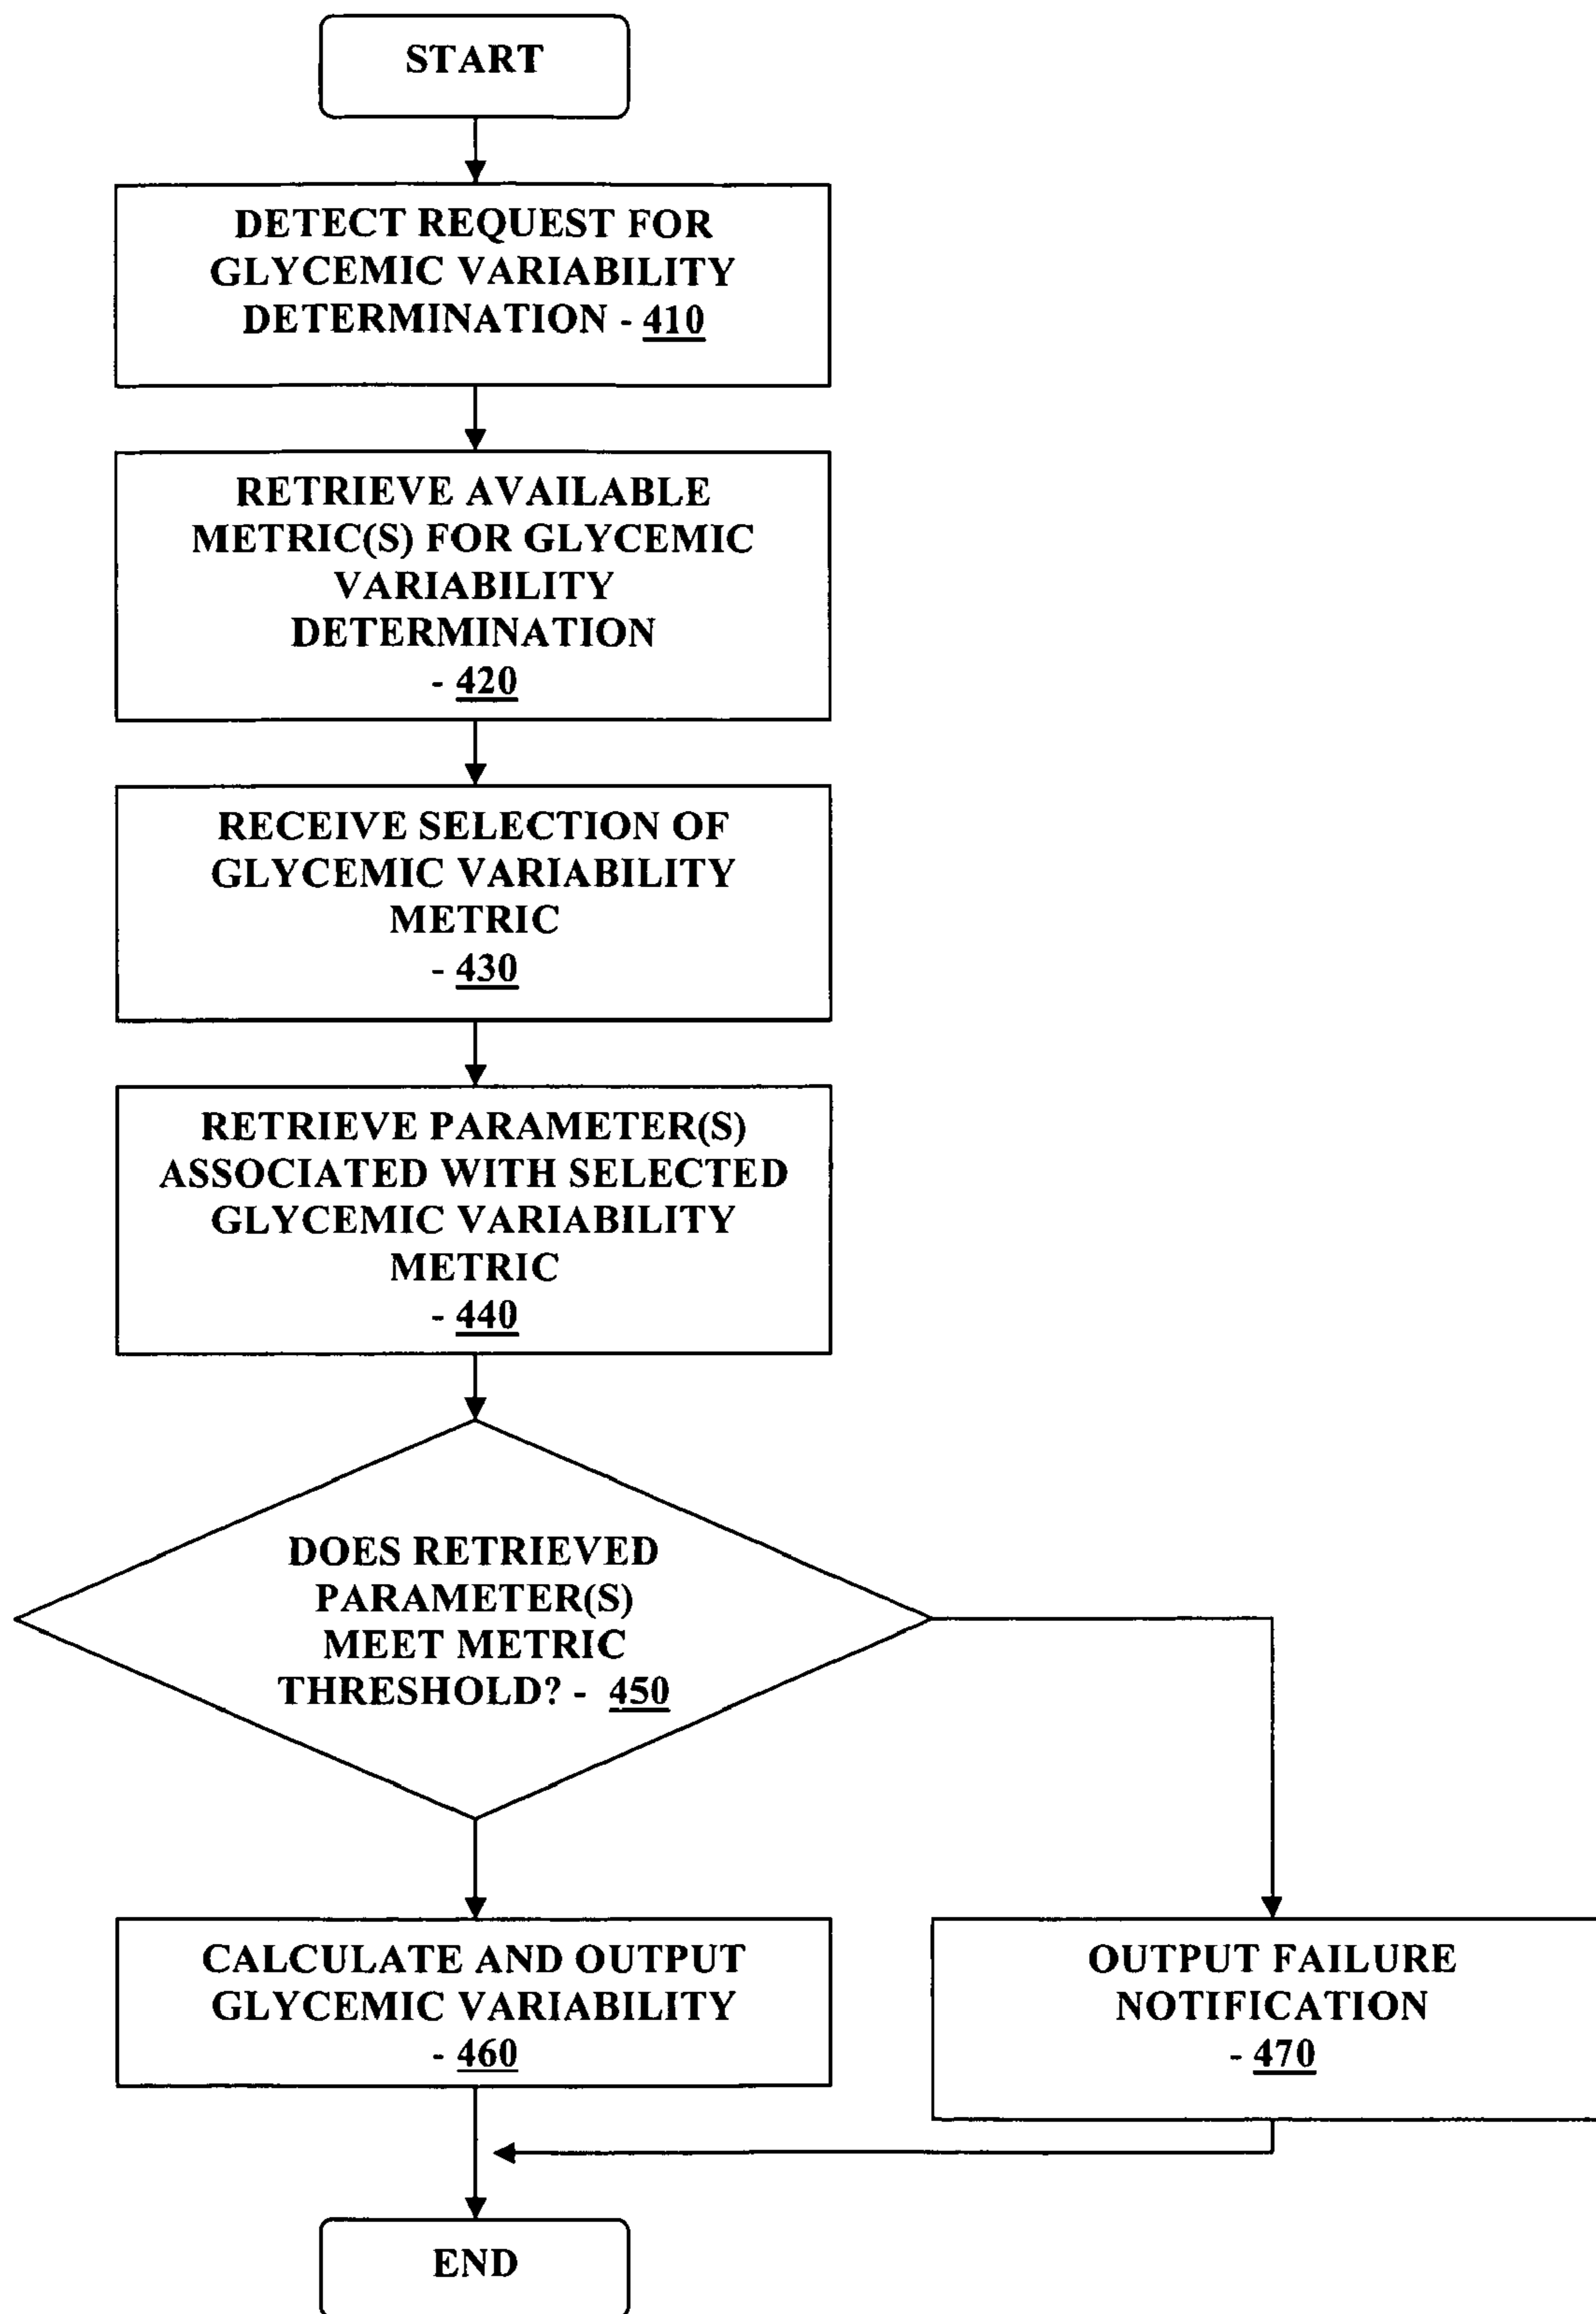 START
DETECT REQUEST FOR
GLYCEMIC VARIABILITY
DETERMINATION - 410
RETRIEVE AVAILABLE
METRIC(S) FOR GLYCEMIC
VARIABILITY
DETERMINATION
- 420
RECEIVE SELECTION OF
GLYCEMIC VARIABILITY
METRIC
- 430
RETRIEVE PARAMETER(S)
ASSOCIATED WITH SELECTED
GLYCEMIC VARIABILITY
METRIC
- 440
DOES RETRIEVED
PARAMETER(S)
MEET METRIC
THRESHOLD? - 450
CALCULATE AND OUTPUT
GLYCEMIC VARIABILITY
- 460
OUTPUT FAILURE
NOTIFICATION
- 470
END